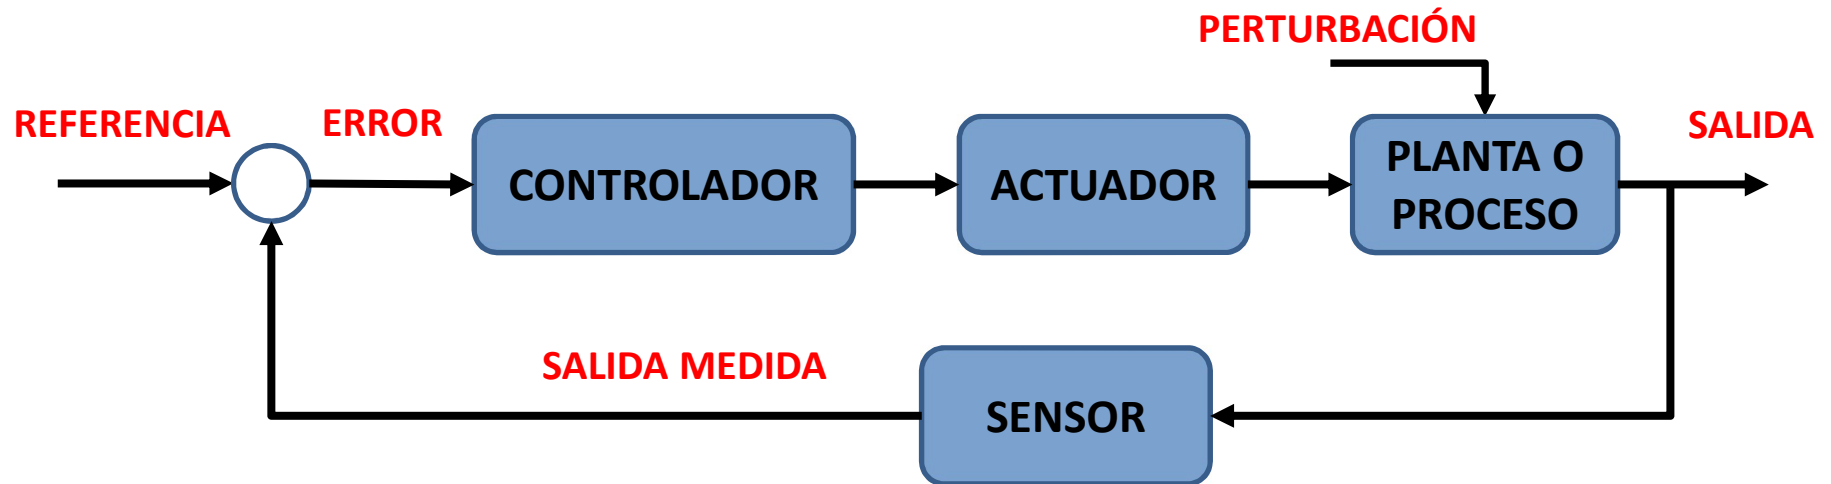 PERTURBACIÓN
REFERENCIA
ERROR
SALIDA
CONTROLADOR
ACTUADOR
PLANTA O
PROCESO
SALIDA MEDIDA
SENSOR